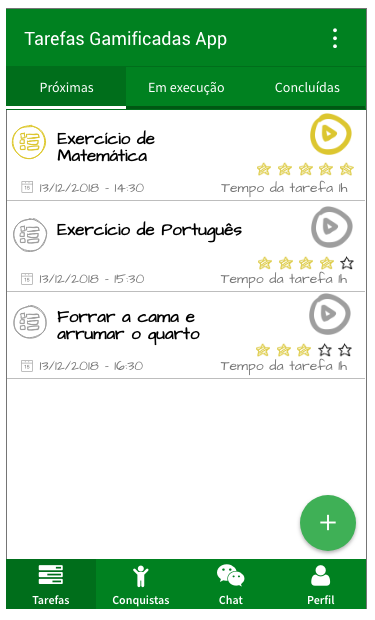 Tarefas Gamificadas App
Próximas
Em execução
Concluídas
Exercício de
Matemática
13/12/2018 - 14:30
Tempo da tarefa 1h
Exercício de Português
13/12/2018 - 15:30
Tempo da tarefa 1h
Forrar a cama e
arrumar o quarto
13/12/2018 - 16:30
Tempo da tarefa 1h
Tarefas
Conquistas
Chat
Perfil